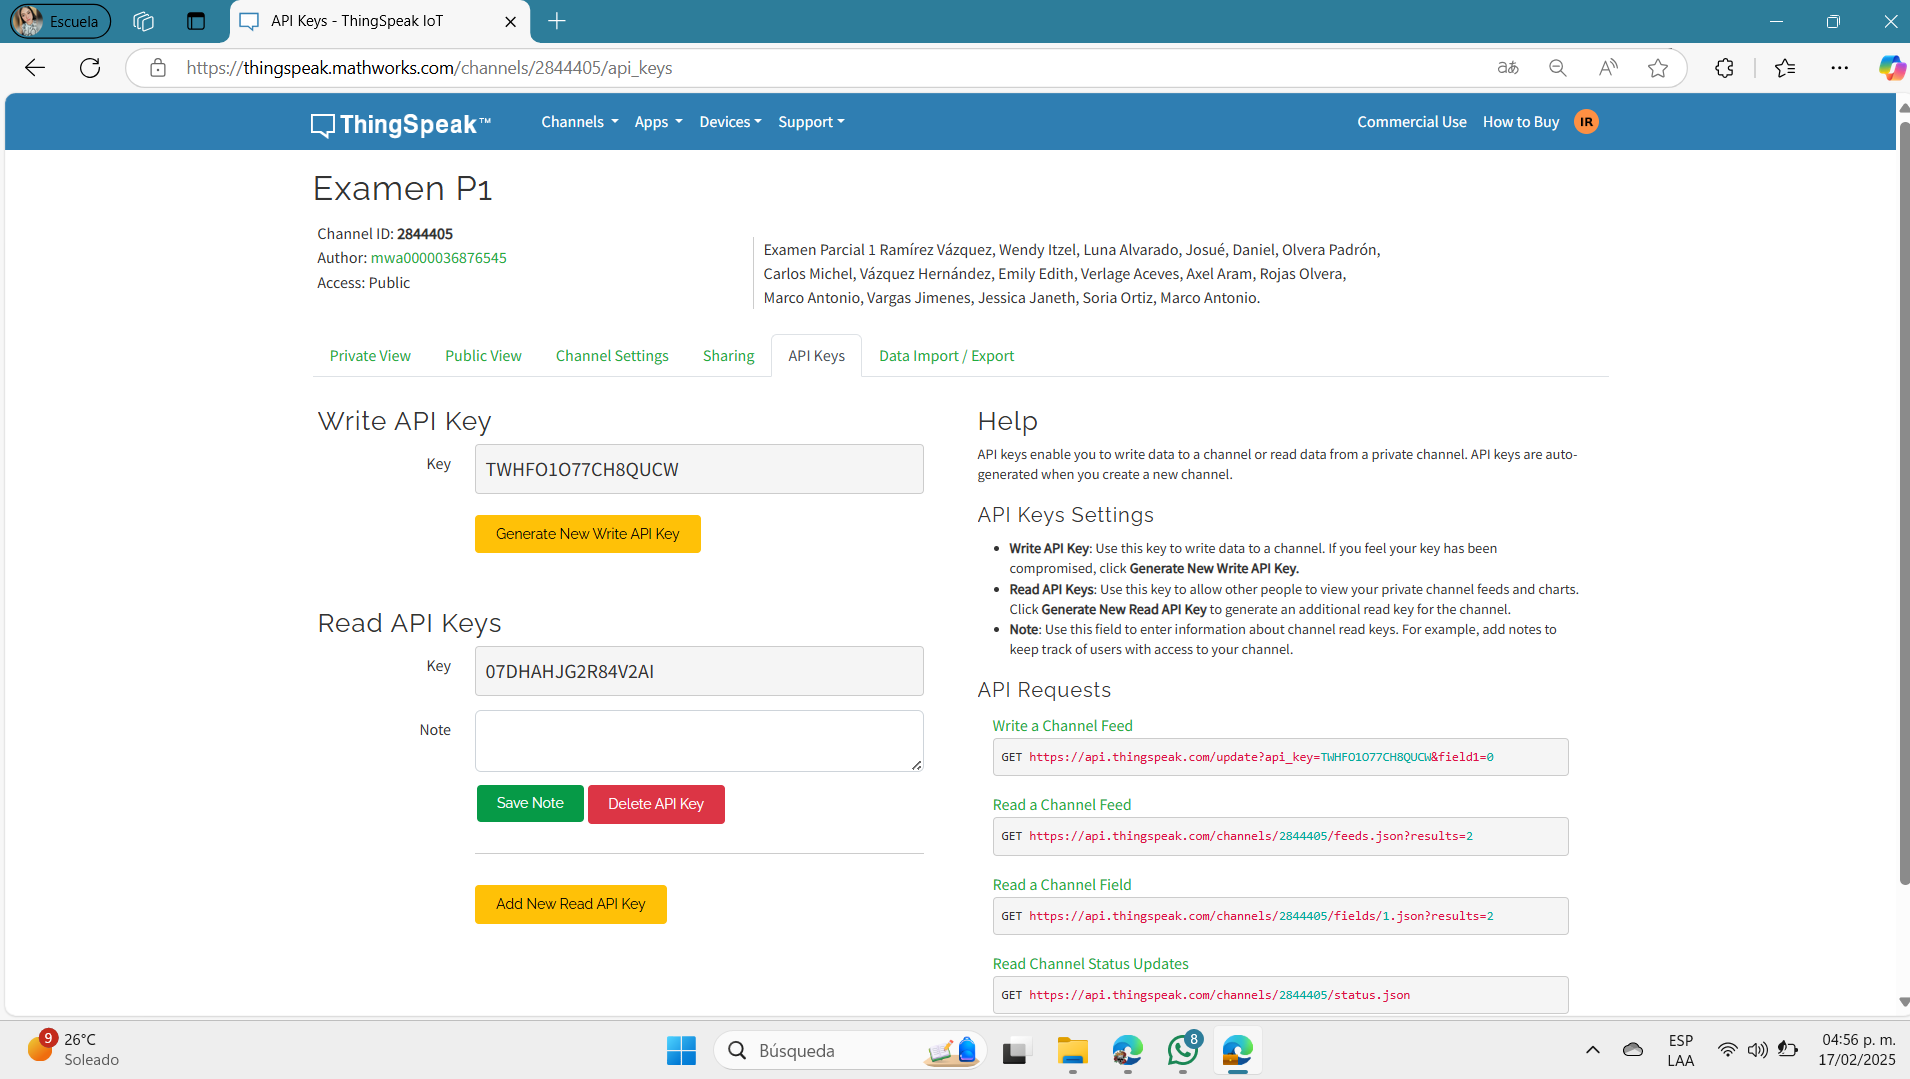 Escuela
API Keys - ThingSpeak IoT
https://thingspeak.mathworks.com/channels/2844405/api_keys
ThingSpeak™
Channels
Apps
Devices
Support
Commercial Use
How to Buy
IR
Examen P1
Channel ID: 2844405
Author: mwa0000036876545
Access: Public
Examen Parcial 1 Ramírez Vázquez, Wendy Itzel, Luna Alvarado, Josué, Daniel, Olvera Padrón,
Carlos Michel, Vázquez Hernández, Emily Edith, Verlage Aceves, Axel Aram, Rojas Olvera,
Marco Antonio, Vargas Jimenes, Jessica Janeth, Soria Ortiz, Marco Antonio.
Private View
Public View
Channel Settings
Sharing
API Keys
Data Import / Export
Write API Key
Key
TWHFO1O77CH8QUCW
Generate New Write API Key
Read API Keys
Key
07DHAHJG2R84V2AI
Note
Save Note
Delete API Key
Add New Read API Key
Help
API keys enable you to write data to a channel or read data from a private channel. API keys are auto-
generated when you create a new channel.
API Keys Settings
Write API Key: Use this key to write data to a channel. If you feel your key has been
compromised, click Generate New Write API Key.
Read API Keys: Use this key to allow other people to view your private channel feeds and charts.
Click Generate New Read API Key to generate an additional read key for the channel.
Note: Use this field to enter information about channel read keys. For example, add notes to
keep track of users with access to your channel.
API Requests
Write a Channel Feed
GET https://api.thingspeak.com/update?api_key=TWHFO1O77CH8QUCW&field1=0
Read a Channel Feed
GET https://api.thingspeak.com/channels/2844405/feeds.json?results=2
Read a Channel Field
GET https://api.thingspeak.com/channels/2844405/fields/1.json?results=2
Read Channel Status Updates
GET https://api.thingspeak.com/channels/2844405/status.json
9
26°C
Soleado
Búsqueda
8
ESP
LAA
04:56 p. m.
17/02/2025